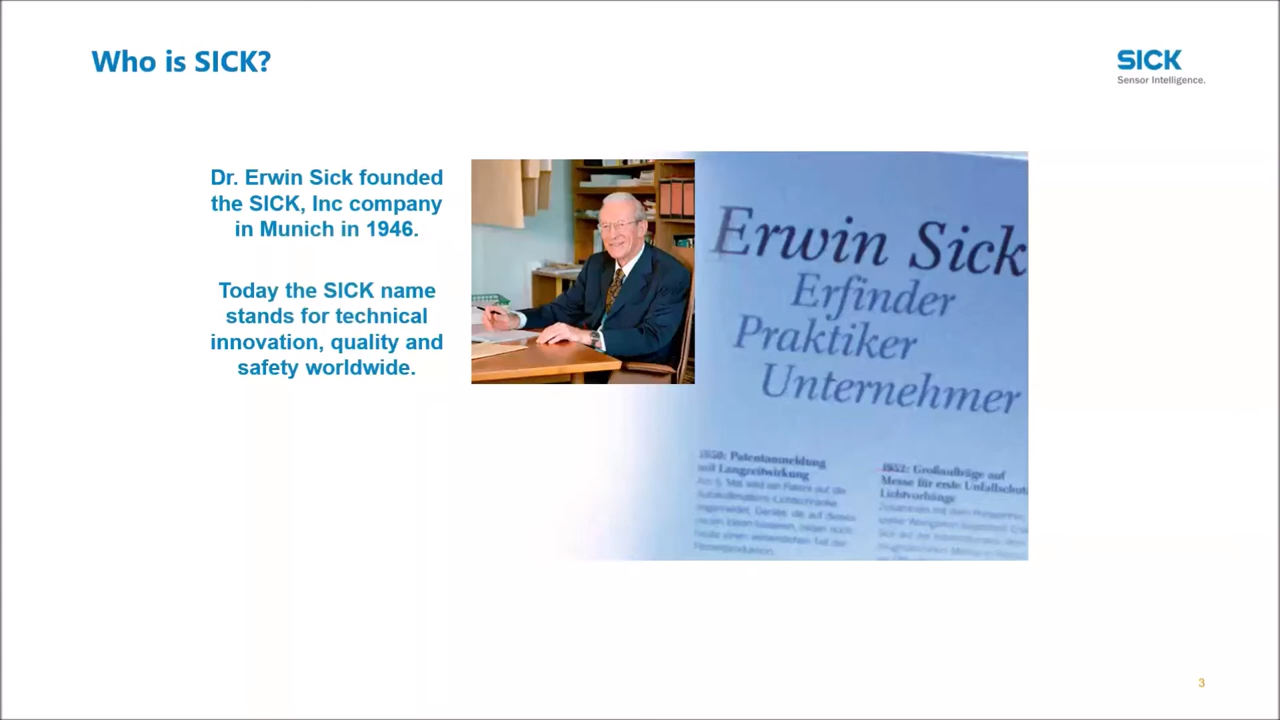 Who is SICK?
SICK
Sensor Intelligence.
Dr. Erwin Sick founded
the SICK, Inc company
in Munich in 1946.
Today the SICK name
stands for technical
innovation, quality and
safety worldwide.
Erwin Sick
Erfinder
Praktiker
Unternehmer
1950: Patentanmeldung
mit Langzeitwirkung
1952: Großaufträge auf
Messe für erste Unfallschutz
Lichtvorhänge
3